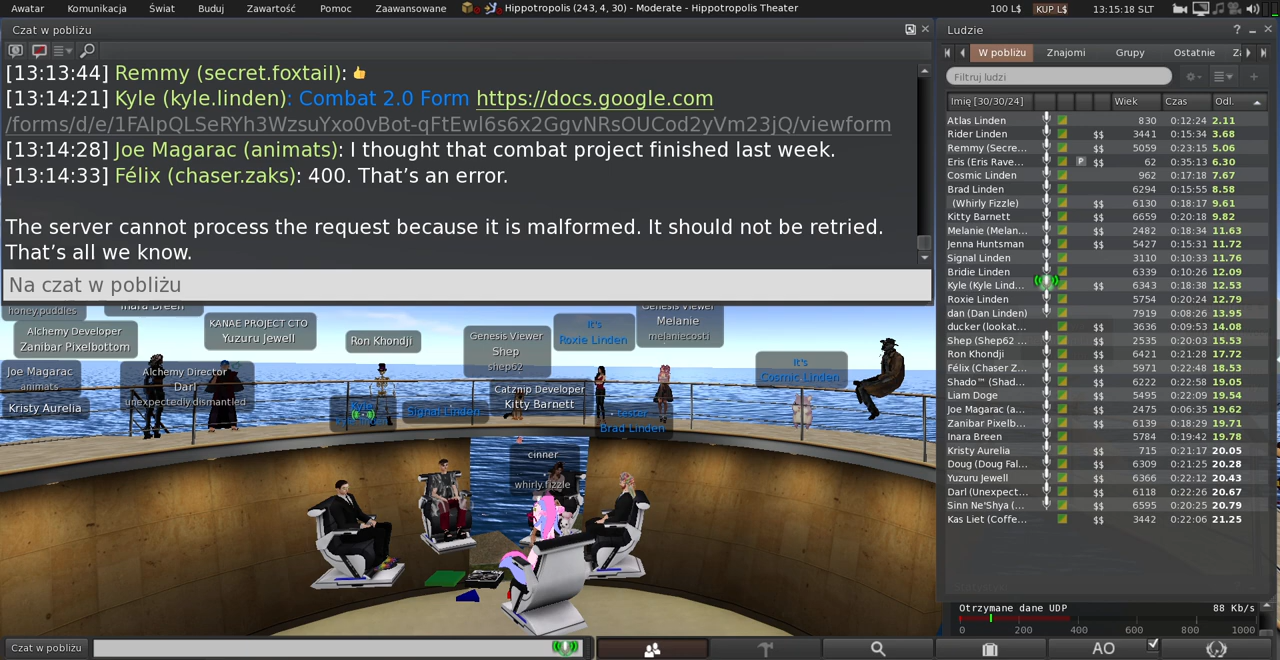 Awatar Komunikacja Świat Buduj Zawartość Pomoc Zaawansowane Hippotropolis (243, 4, 30) - Moderate - Hippotropolis Theater 100 L$ KUP L$ 13:15:18 SLT
Czat w pobliżu
[13:13:44] Remmy (secret.foxtail): 👍
[13:14:21] Kyle (kyle.linden): Combat 2.0 Form https://docs.google.com
/forms/d/e/1FAIpQLSeRYh3WzsuYxo0vBot-qFtEwl6s6x2GgvNRsOUCod2yVm23jQ/viewform
[13:14:28] Joe Magarac (animats): I thought that combat project finished last week.
[13:14:33] Félix (chaser.zaks): 400. That’s an error.
The server cannot process the request because it is malformed. It should not be retried.
That’s all we know.
Na czat w pobliżu
honey.puddles
Inara Breen
Alchemy Developer
Zanibar Pixelbottom
KANAE PROJECT CTO
Yuzuru Jewell
Ron Khondji
Genesis Viewer
Shep
shep62
It's
Roxie Linden
Genesis Viewer
Melanie
melaniecosti
It's
Cosmic Linden
Joe Magarac
animats
Kristy Aurelia
Alchemy Director
Darl
unexpectedlydismantled
Kyle
Signal Linden
Catznip Developer
Kitty Barnett
Tester
Brad Linden
cinner
whirly.fizzle
Ludzie
W pobliżu Znajomi Grupy Ostatnie
Filtruj ludzi
Imię [30/30/24] Wiek Czas Odl.
Atlas Linden 830 0:12:24 2.11
Rider Linden $$ 3441 0:15:34 3.68
Remmy (Secre... $$ 5059 0:23:15 5.06
Eris (Eris Rave... P $$ 62 0:35:13 6.30
Cosmic Linden 962 0:17:18 7.67
Brad Linden 6294 0:15:55 8.58
(Whirly Fizzle) $$ 6130 0:18:17 9.61
Kitty Barnett $$ 6659 0:20:18 9.82
Melanie (Melan... $$ 2482 0:18:34 11.63
Jenna Huntsman $$ 5427 0:15:31 11.72
Signal Linden 3110 0:10:33 11.76
Bridie Linden 6339 0:10:26 12.09
Kyle (Kyle Lind... $$ 6343 0:18:38 12.53
Roxie Linden 5754 0:20:24 12.79
dan (Dan Linden) 7919 0:08:26 13.95
ducker (lookat... $$ 3636 0:09:53 14.08
Shep (Shep62 ... $$ 2535 0:20:03 15.53
Ron Khondji $$ 6421 0:21:28 17.72
Félix (Chaser Z... $$ 5971 0:22:48 18.53
Shado™ (Shad... $$ 6222 0:22:58 19.05
Liam Doge $$ 5495 0:22:09 19.54
Joe Magarac (a... $$ 2475 0:06:35 19.62
Zanibar Pixelb... $$ 6139 0:18:29 19.71
Inara Breen 5784 0:19:42 19.78
Kristy Aurelia $$ 715 0:21:17 20.05
Doug (Doug Fal... $$ 6309 0:21:25 20.28
Yuzuru Jewell $$ 6366 0:22:12 20.43
Darl (Unexpect... $$ 6118 0:22:26 20.67
Sinn Ne'Shya (... $$ 6595 0:20:25 20.79
Kas Liet (Coffe... $$ 3442 0:22:06 21.25
Otrzymane dane UDP 88 Kb/s
0 200 400 600 800 1000
Czat w pobliżu
AO